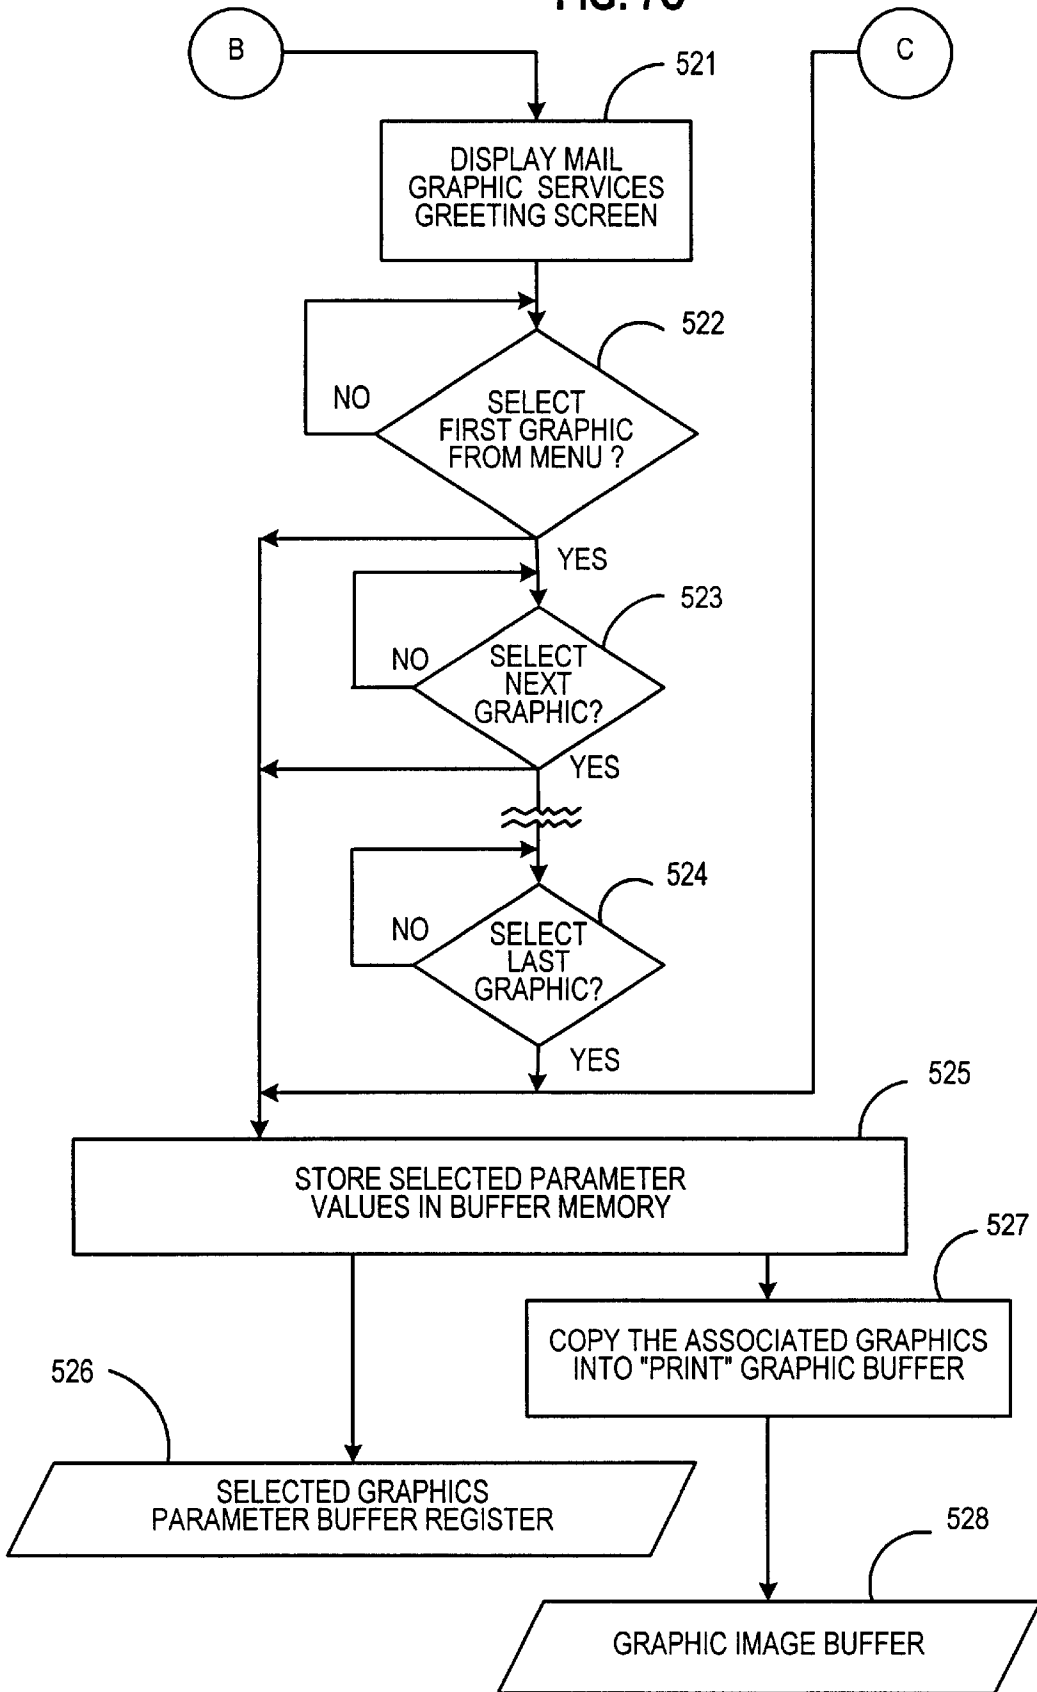 B
C
521
DISPLAY MAIL
GRAPHIC SERVICES
GREETING SCREEN
522
NO
SELECT
FIRST GRAPHIC
FROM MENU ?
YES
523
NO
SELECT
NEXT
GRAPHIC?
YES
524
NO
SELECT
LAST
GRAPHIC?
YES
525
STORE SELECTED PARAMETER
VALUES IN BUFFER MEMORY
527
COPY THE ASSOCIATED GRAPHICS
INTO "PRINT" GRAPHIC BUFFER
526
SELECTED GRAPHICS
PARAMETER BUFFER REGISTER
528
GRAPHIC IMAGE BUFFER